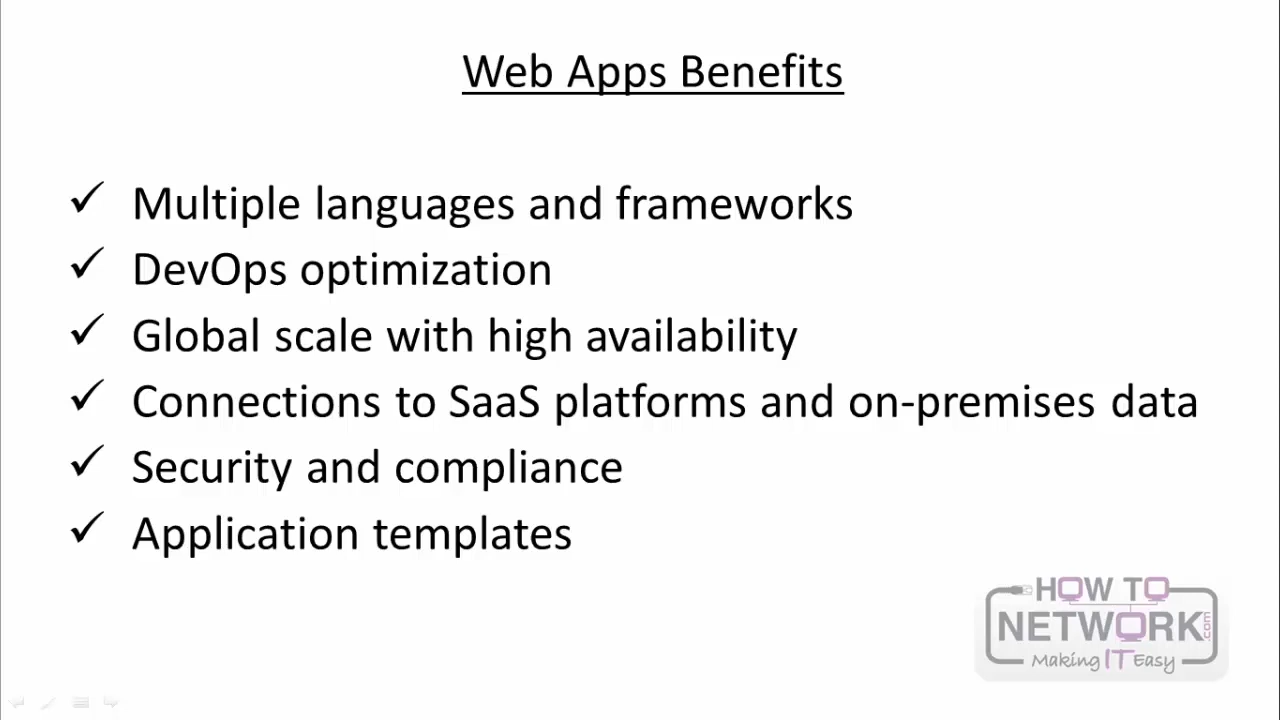 Web Apps Benefits
✓ Multiple languages and frameworks
✓ DevOps optimization
✓ Global scale with high availability
✓ Connections to SaaS platforms and on-premises data
✓ Security and compliance
✓ Application templates
HOW TO
NETWORK.com
Making IT Easy